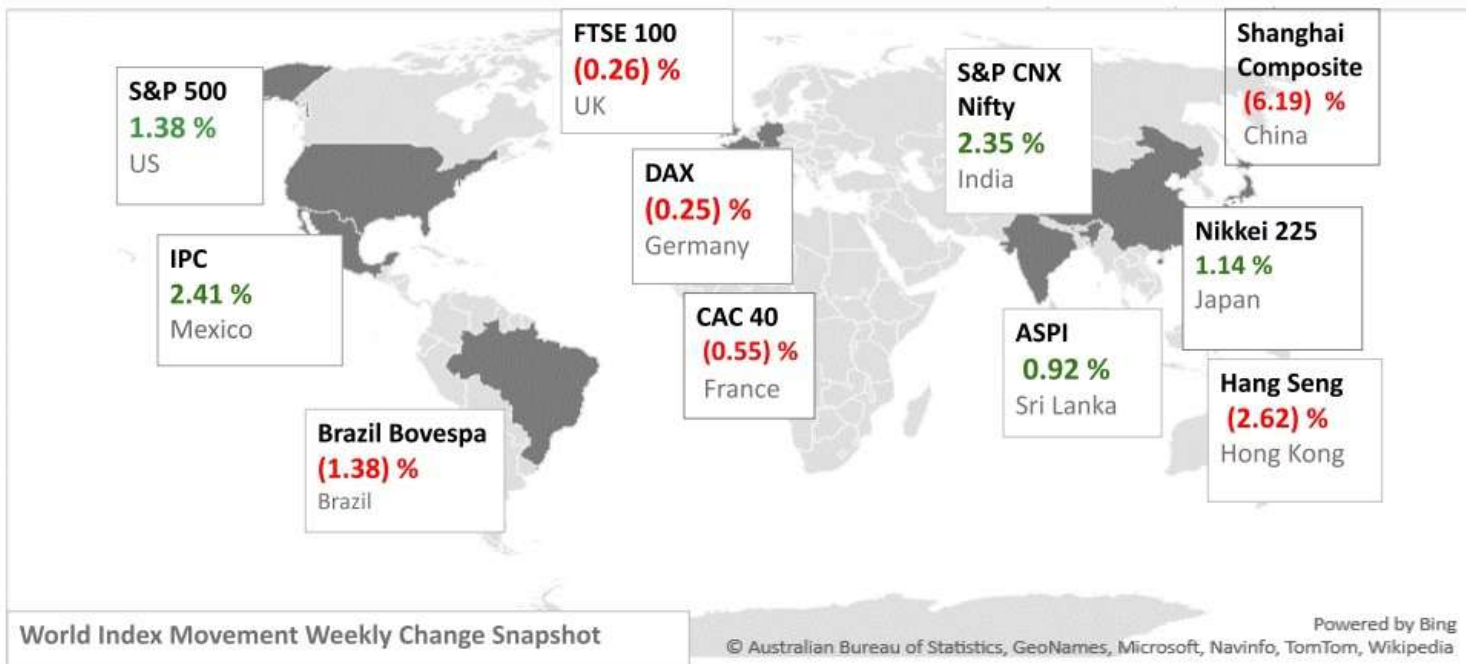 FTSE 100
(0.26) %
UK
Shanghai
Composite
(6.19) %
China
S&P 500
1.38 %
US
S&P CNX
Nifty
2.35 %
India
DAX
(0.25) %
Germany
IPC
2.41 %
Mexico
Nikkei 225
1.14 %
Japan
CAC 40
(0.55) %
France
ASPI
0.92 %
Sri Lanka
Hang Seng
(2.62) %
Hong Kong
Brazil Bovespa
(1.38) %
Brazil
World Index Movement Weekly Change Snapshot
Powered by Bing
© Australian Bureau of Statistics, GeoNames, Microsoft, Navinfo, TomTom, Wikipedia